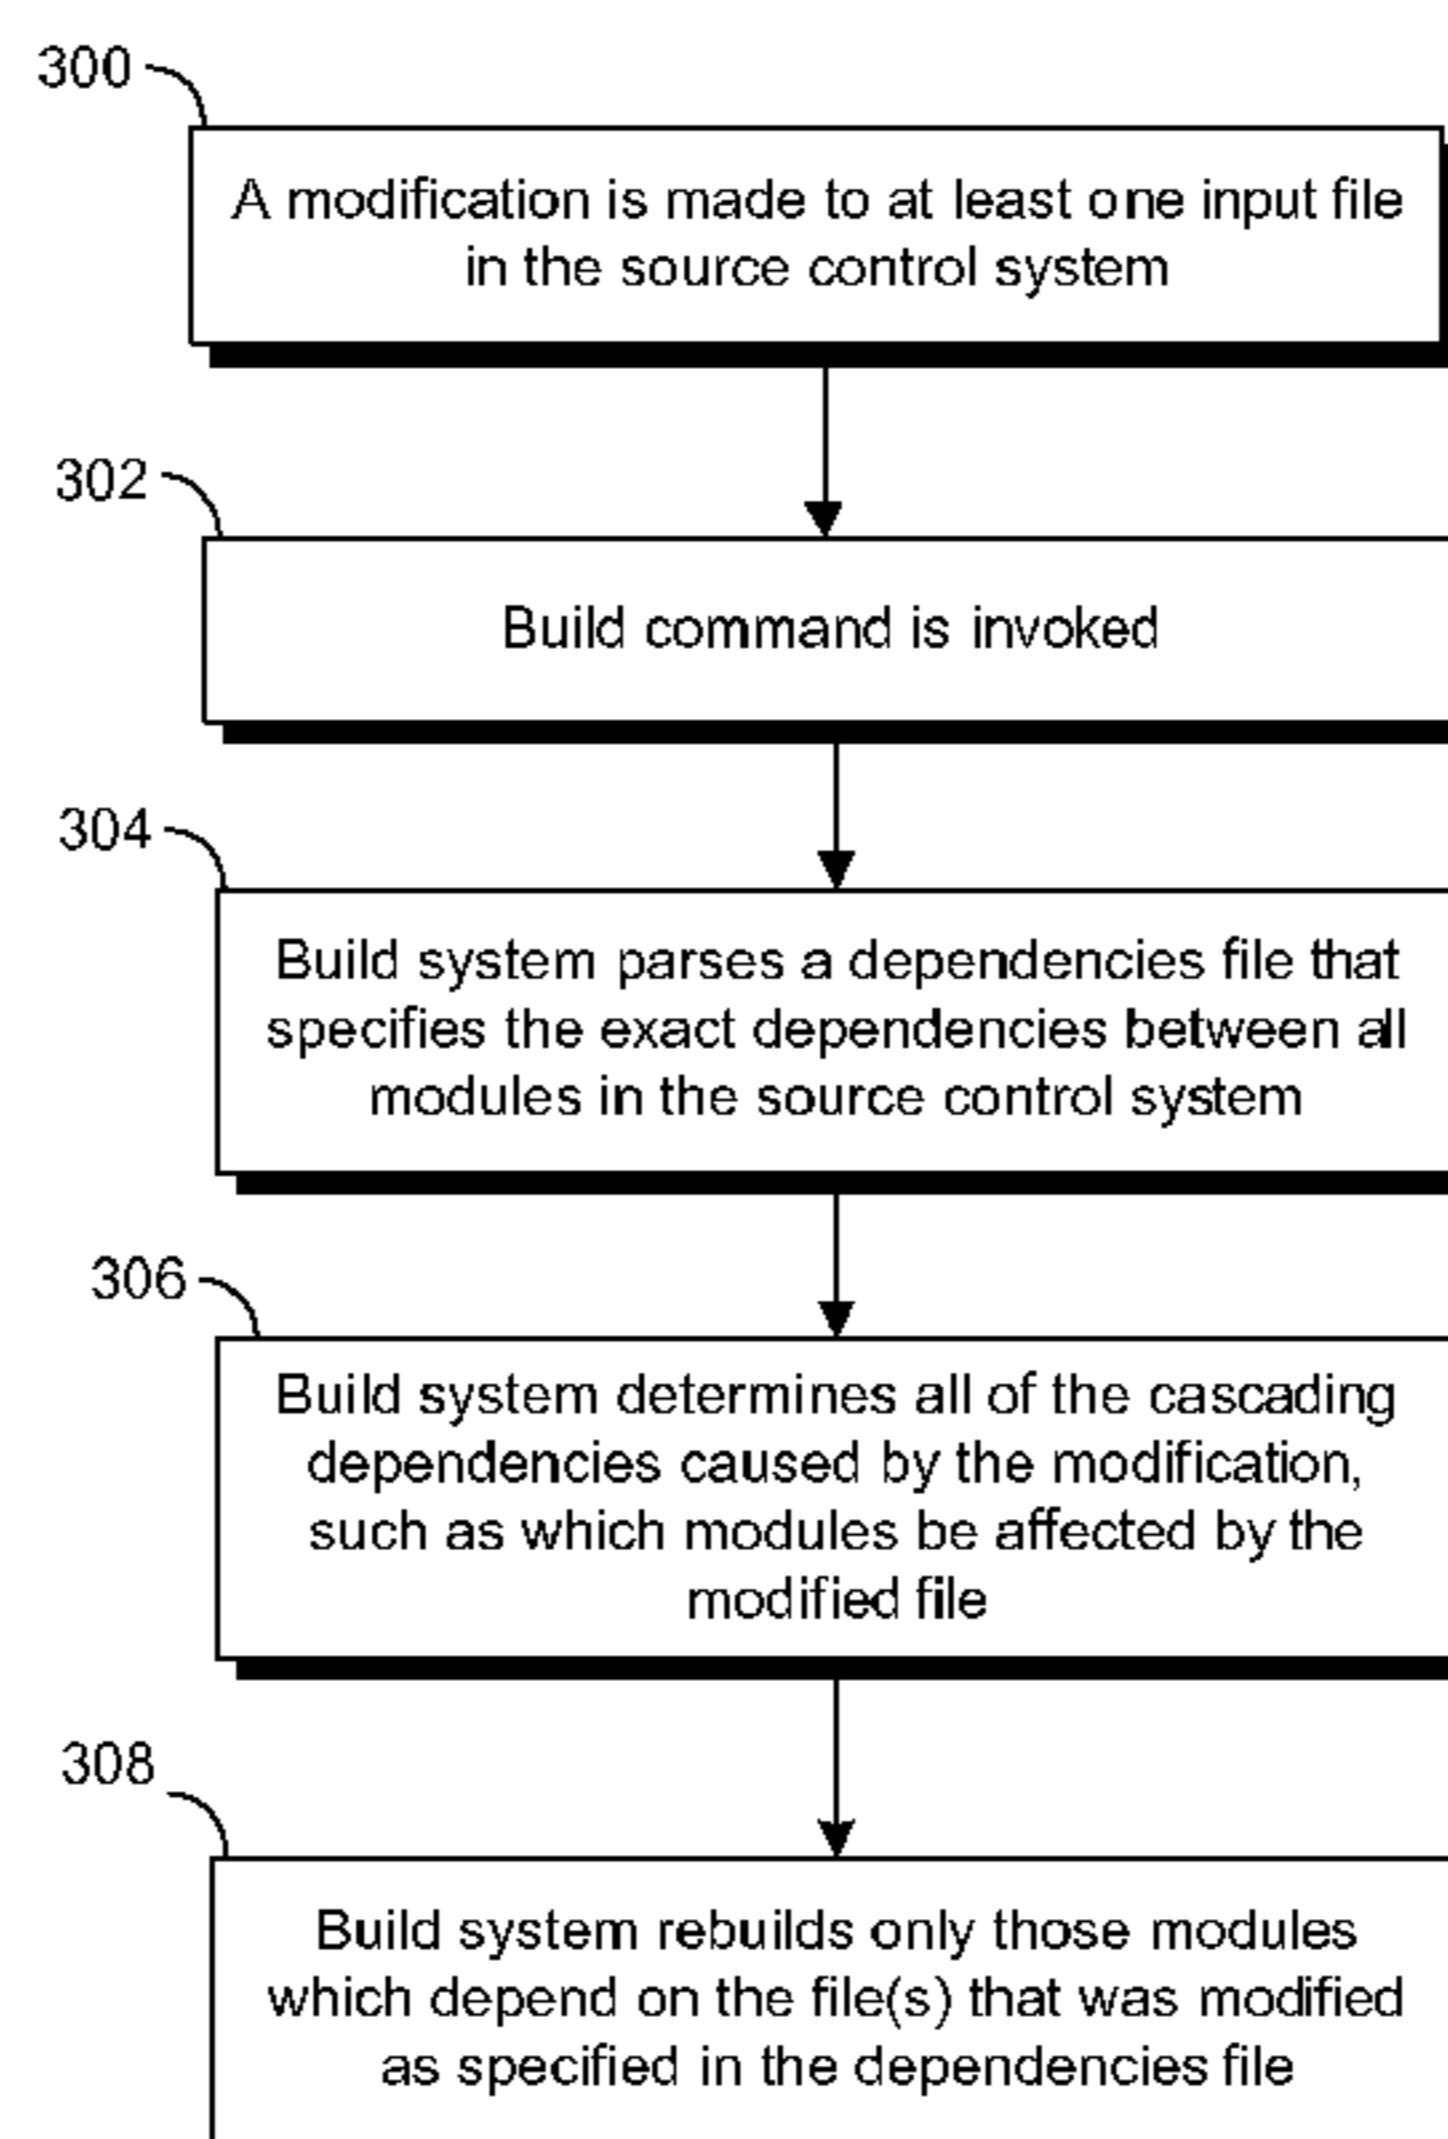 300
A modification is made to at least one input file
in the source control system
302
Build command is invoked
304
Build system parses a dependencies file that
specifies the exact dependencies between all
modules in the source control system
306
Build system determines all of the cascading
dependencies caused by the modification,
such as which modules be affected by the
modified file
308
Build system rebuilds only those modules
which depend on the file(s) that was modified
as specified in the dependencies file